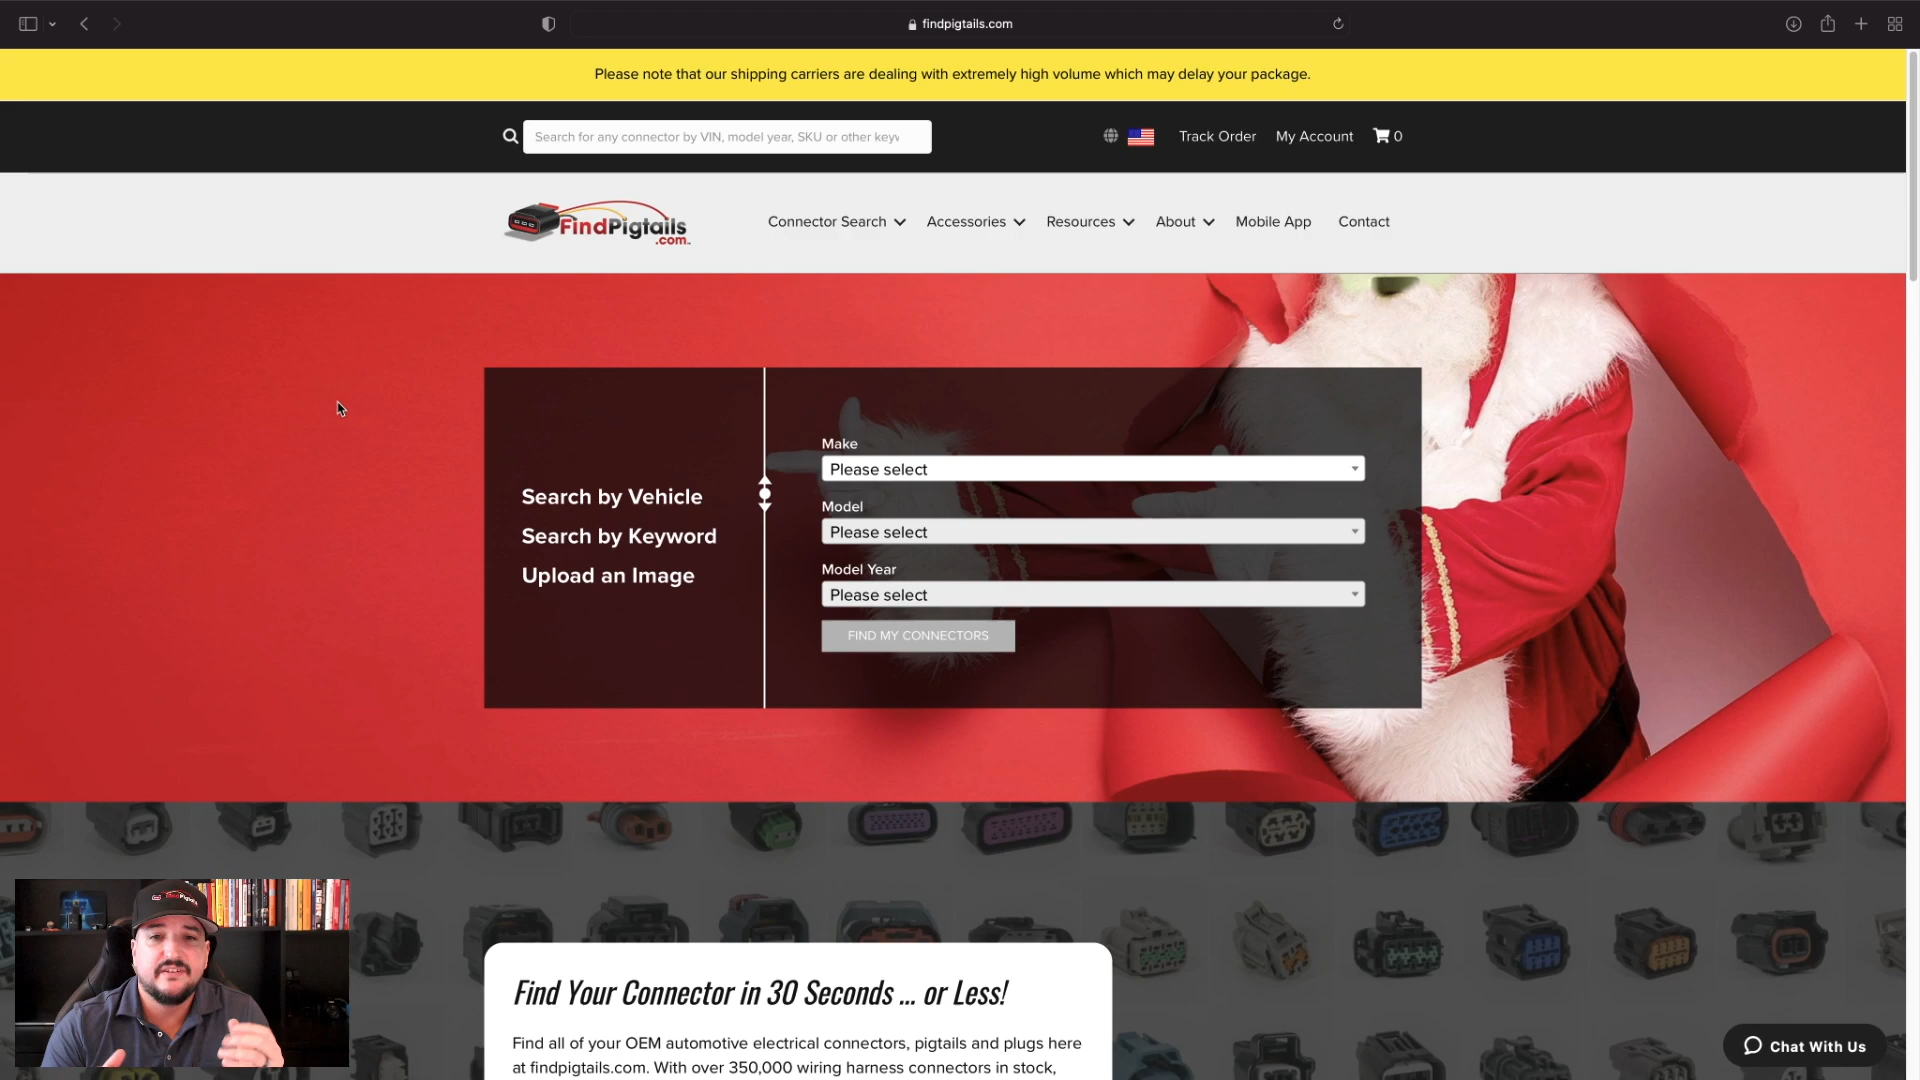 findpigtails.com
Please note that our shipping carriers are dealing with extremely high volume which may delay your package.
Search for any connector by VIN, model year, SKU or other keyw
Track Order
My Account
0
FindPigtails
.com
Connector Search
Accessories
Resources
About
Mobile App
Contact
Search by Vehicle
Search by Keyword
Upload an Image
Make
Please select
Model
Please select
Model Year
Please select
FIND MY CONNECTORS
Find Your Connector in 30 Seconds ... or Less!
Find all of your OEM automotive electrical connectors, pigtails and plugs here
at findpigtails.com. With over 350,000 wiring harness connectors in stock,
Chat With Us